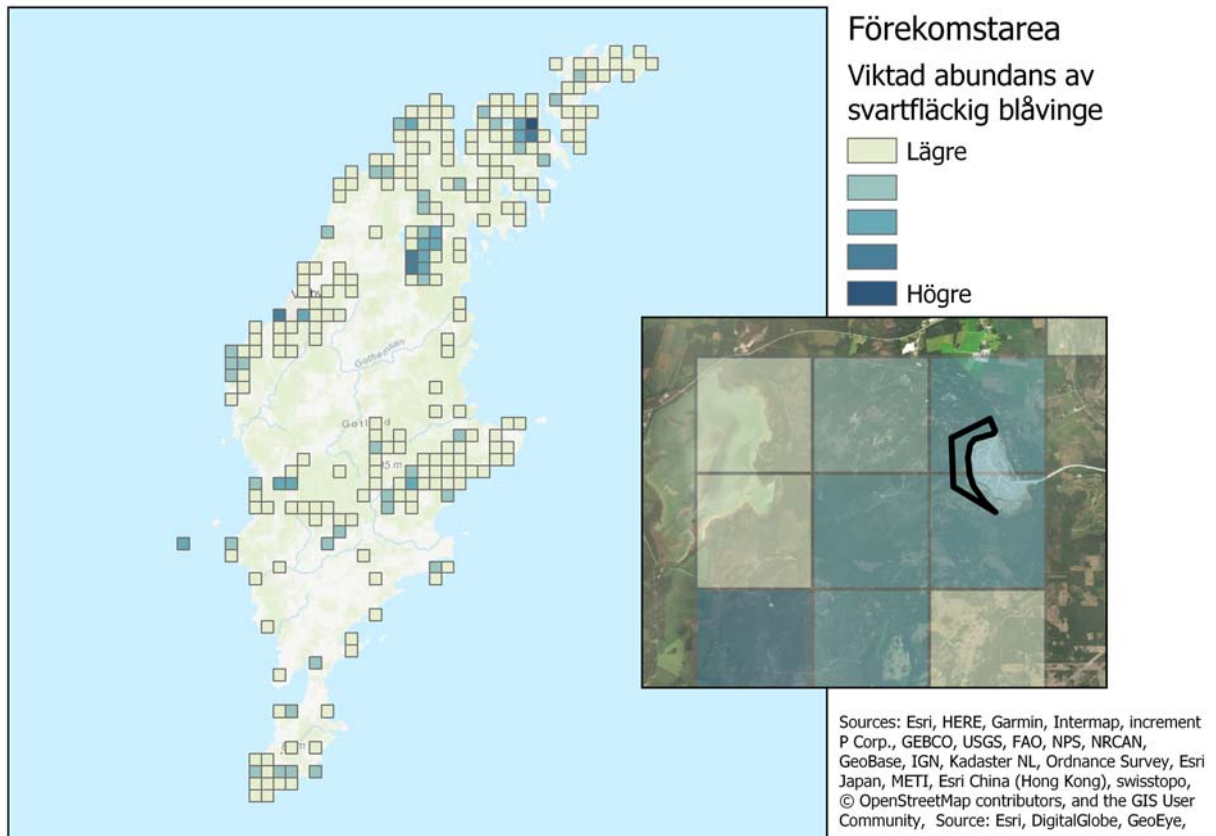 Förekomstarea
Viktad abundans av
svartfläckig blåvinge
Lägre
Högre
Gothemsån
Sources: Esri, HERE, Garmin, Intermap, increment
P Corp., GEBCO, USGS, FAO, NPS, NRCAN,
GeoBase, IGN, Kadaster NL, Ordnance Survey, Esri
Japan, METI, Esri China (Hong Kong), swisstopo,
© OpenStreetMap contributors, and the GIS User
Community, Source: Esri, DigitalGlobe, GeoEye,